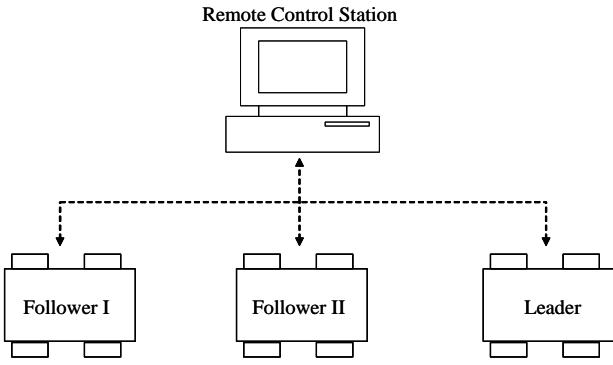 Remote Control Station
Follower I
Follower II
Leader